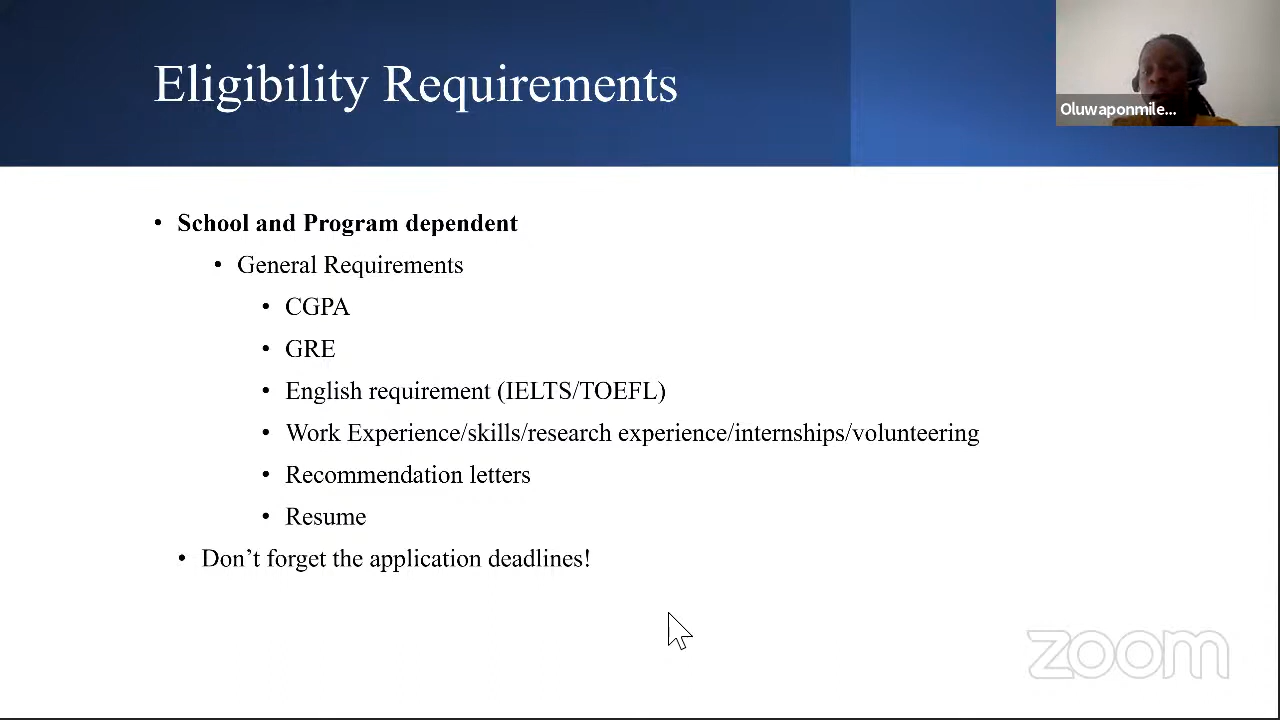 Eligibility Requirements
Oluwaponmile...
• School and Program dependent
• General Requirements
• CGPA
• GRE
• English requirement (IELTS/TOEFL)
• Work Experience/skills/research experience/internships/volunteering
• Recommendation letters
• Resume
• Don’t forget the application deadlines!
zoom